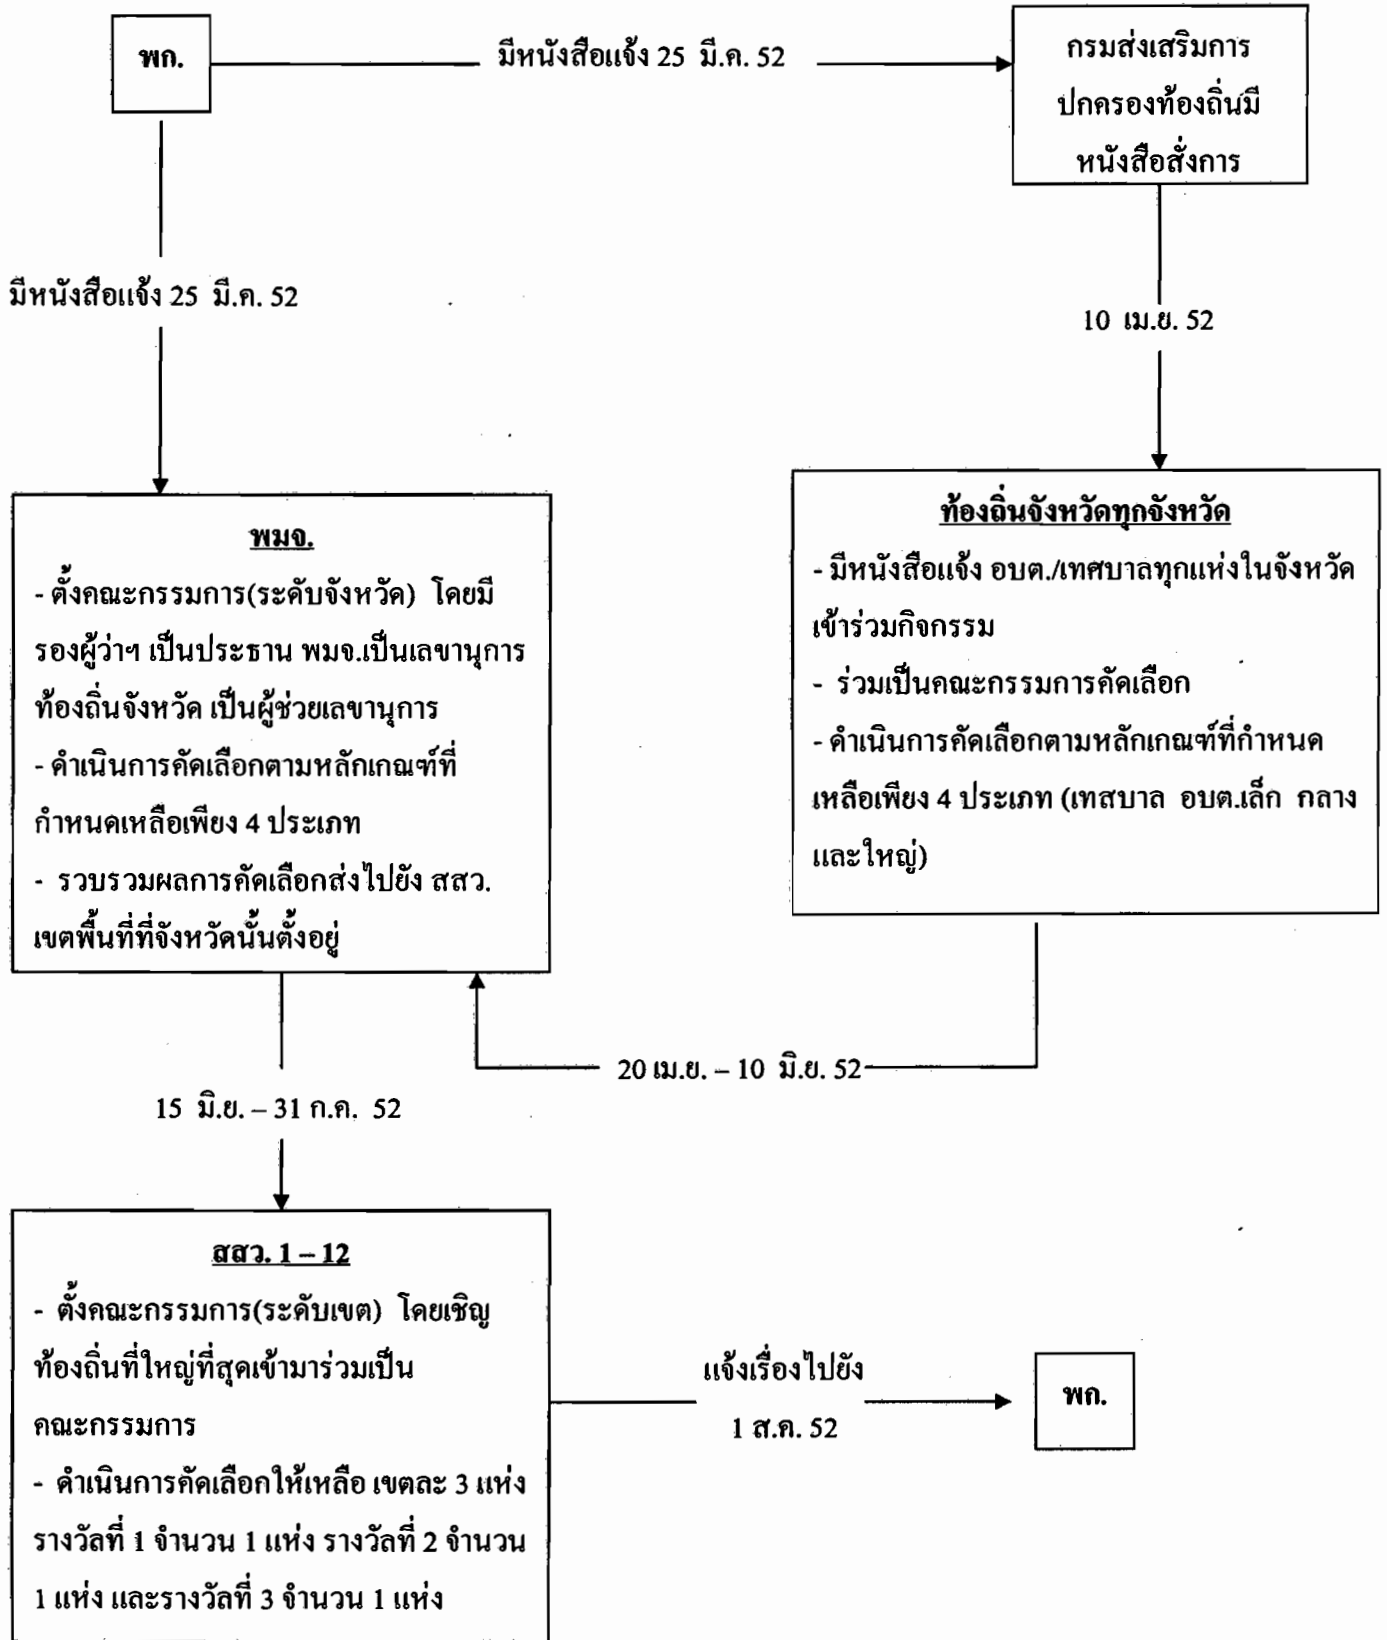 พก.
มีหนังสือแจ้ง 25 มี.ค. 52
กรมส่งเสริมการ
ปกครองท้องถิ่นมี
หนังสือสั่งการ
มีหนังสือแจ้ง 25 มี.ค. 52
10 เม.ย. 52
พมจ.
- ตั้งคณะกรรมการ(ระดับจังหวัด) โดยมี
รองผู้ว่าฯ เป็นประธาน พมจ.เป็นเลขานุการ
ท้องถิ่นจังหวัด เป็นผู้ช่วยเลขานุการ
- ดำเนินการคัดเลือกตามหลักเกณฑ์ที่
กำหนดเหลือเพียง 4 ประเภท
- รวบรวมผลการคัดเลือกส่งไปยัง สสว.
เขตพื้นที่ที่จังหวัดนั้นตั้งอยู่
ท้องถิ่นจังหวัดทุกจังหวัด
- มีหนังสือแจ้ง อบต./เทศบาลทุกแห่งในจังหวัด
เข้าร่วมกิจกรรม
- ร่วมเป็นคณะกรรมการคัดเลือก
- ดำเนินการคัดเลือกตามหลักเกณฑ์ที่กำหนด
เหลือเพียง 4 ประเภท (เทสบาล อบต.เล็ก กลาง
และใหญ่)
20 เม.ย. – 10 มิ.ย. 52
15 มิ.ย. – 31 ก.ค. 52
สสว. 1 – 12
- ตั้งคณะกรรมการ(ระดับเขต) โดยเชิญ
ท้องถิ่นที่ใหญ่ที่สุดเข้ามาร่วมเป็น
คณะกรรมการ
- ดำเนินการคัดเลือกให้เหลือ เขตละ 3 แห่ง
รางวัลที่ 1 จำนวน 1 แห่ง รางวัลที่ 2 จำนวน
1 แห่ง และรางวัลที่ 3 จำนวน 1 แห่ง
แจ้งเรื่องไปยัง
1 ส.ค. 52
พก.